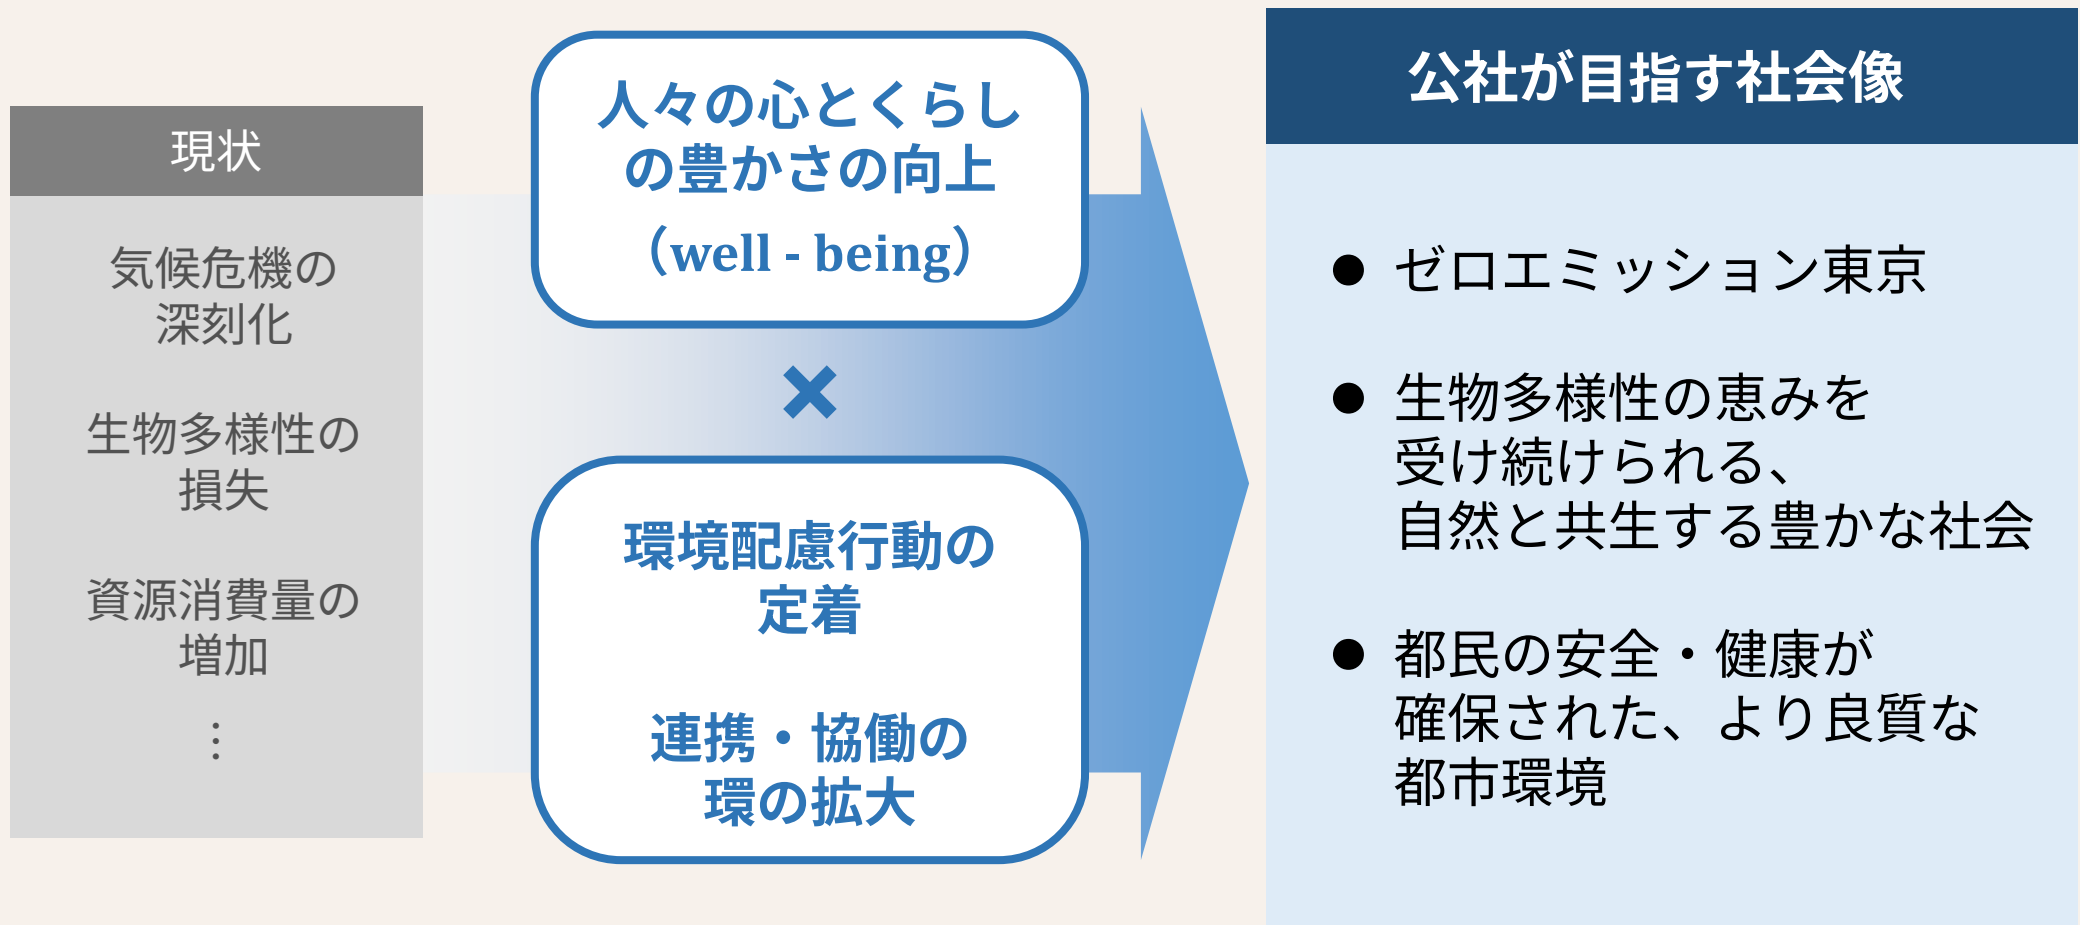 現状
気候危機の
深刻化
生物多様性の
損失
資源消費量の
増加
…
人々の心とくらし
の豊かさの向上
（well - being）
×
環境配慮行動の
定着
連携・協働の
環の拡大
公社が目指す社会像
● ゼロエミッション東京
● 生物多様性の恵みを
受け続けられる、
自然と共生する豊かな社会
● 都民の安全・健康が
確保された、より良質な
都市環境